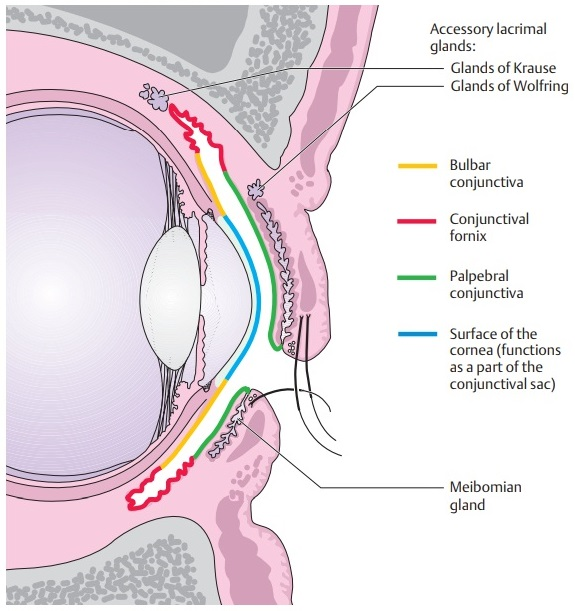 Accessory lacrimal
glands:
Glands of Krause
Glands of Wolfring
Bulbar
conjunctiva
Conjunctival
fornix
Palpebral
conjunctiva
Surface of the
cornea (functions
as a part of the
conjunctival sac)
Meibomian
gland